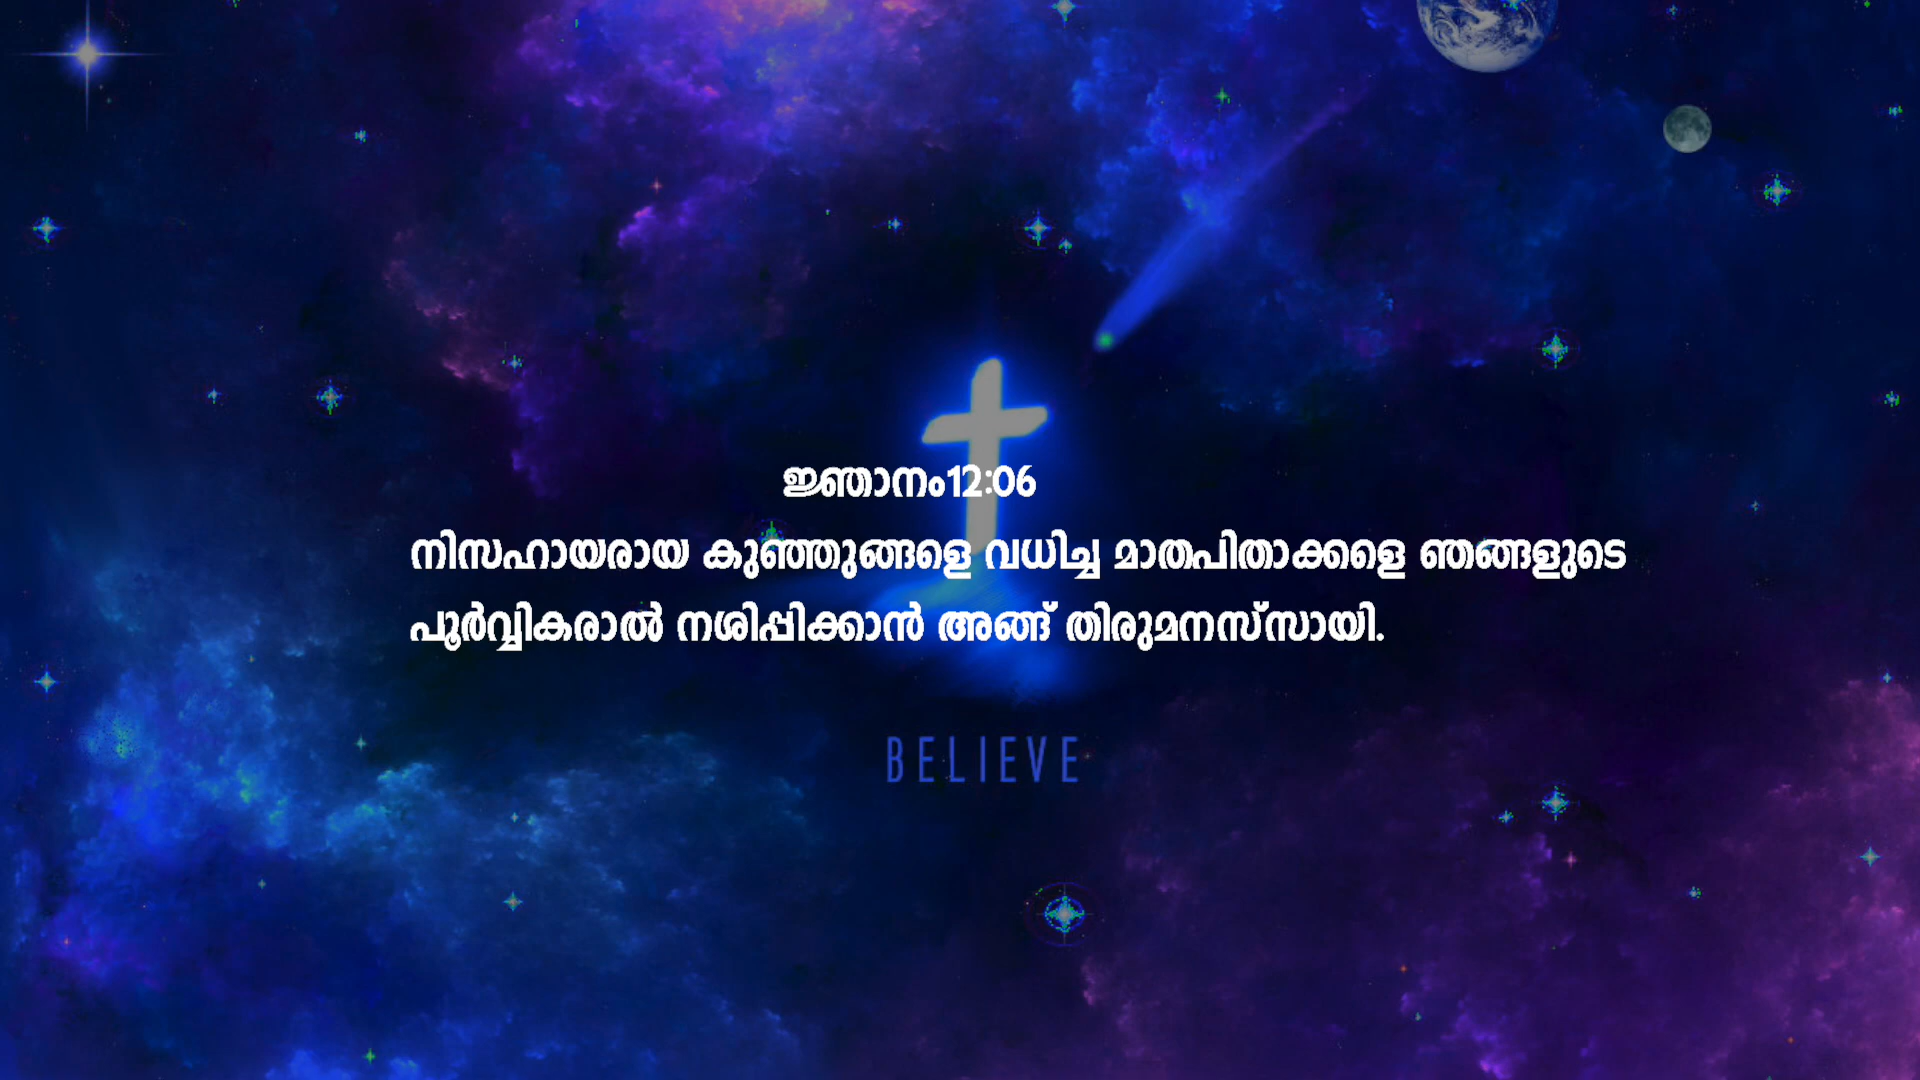 ജ്ഞാനം12:06
നിസഹായരായ കുഞ്ഞുങ്ങളെ വധിച്ച മാതപിതാക്കളെ ഞങ്ങളുടെ
പൂർവ്വികരാൽ നശിപ്പിക്കാൻ അങ്ങ് തിരുമനസ്സായി.
BELIEVE